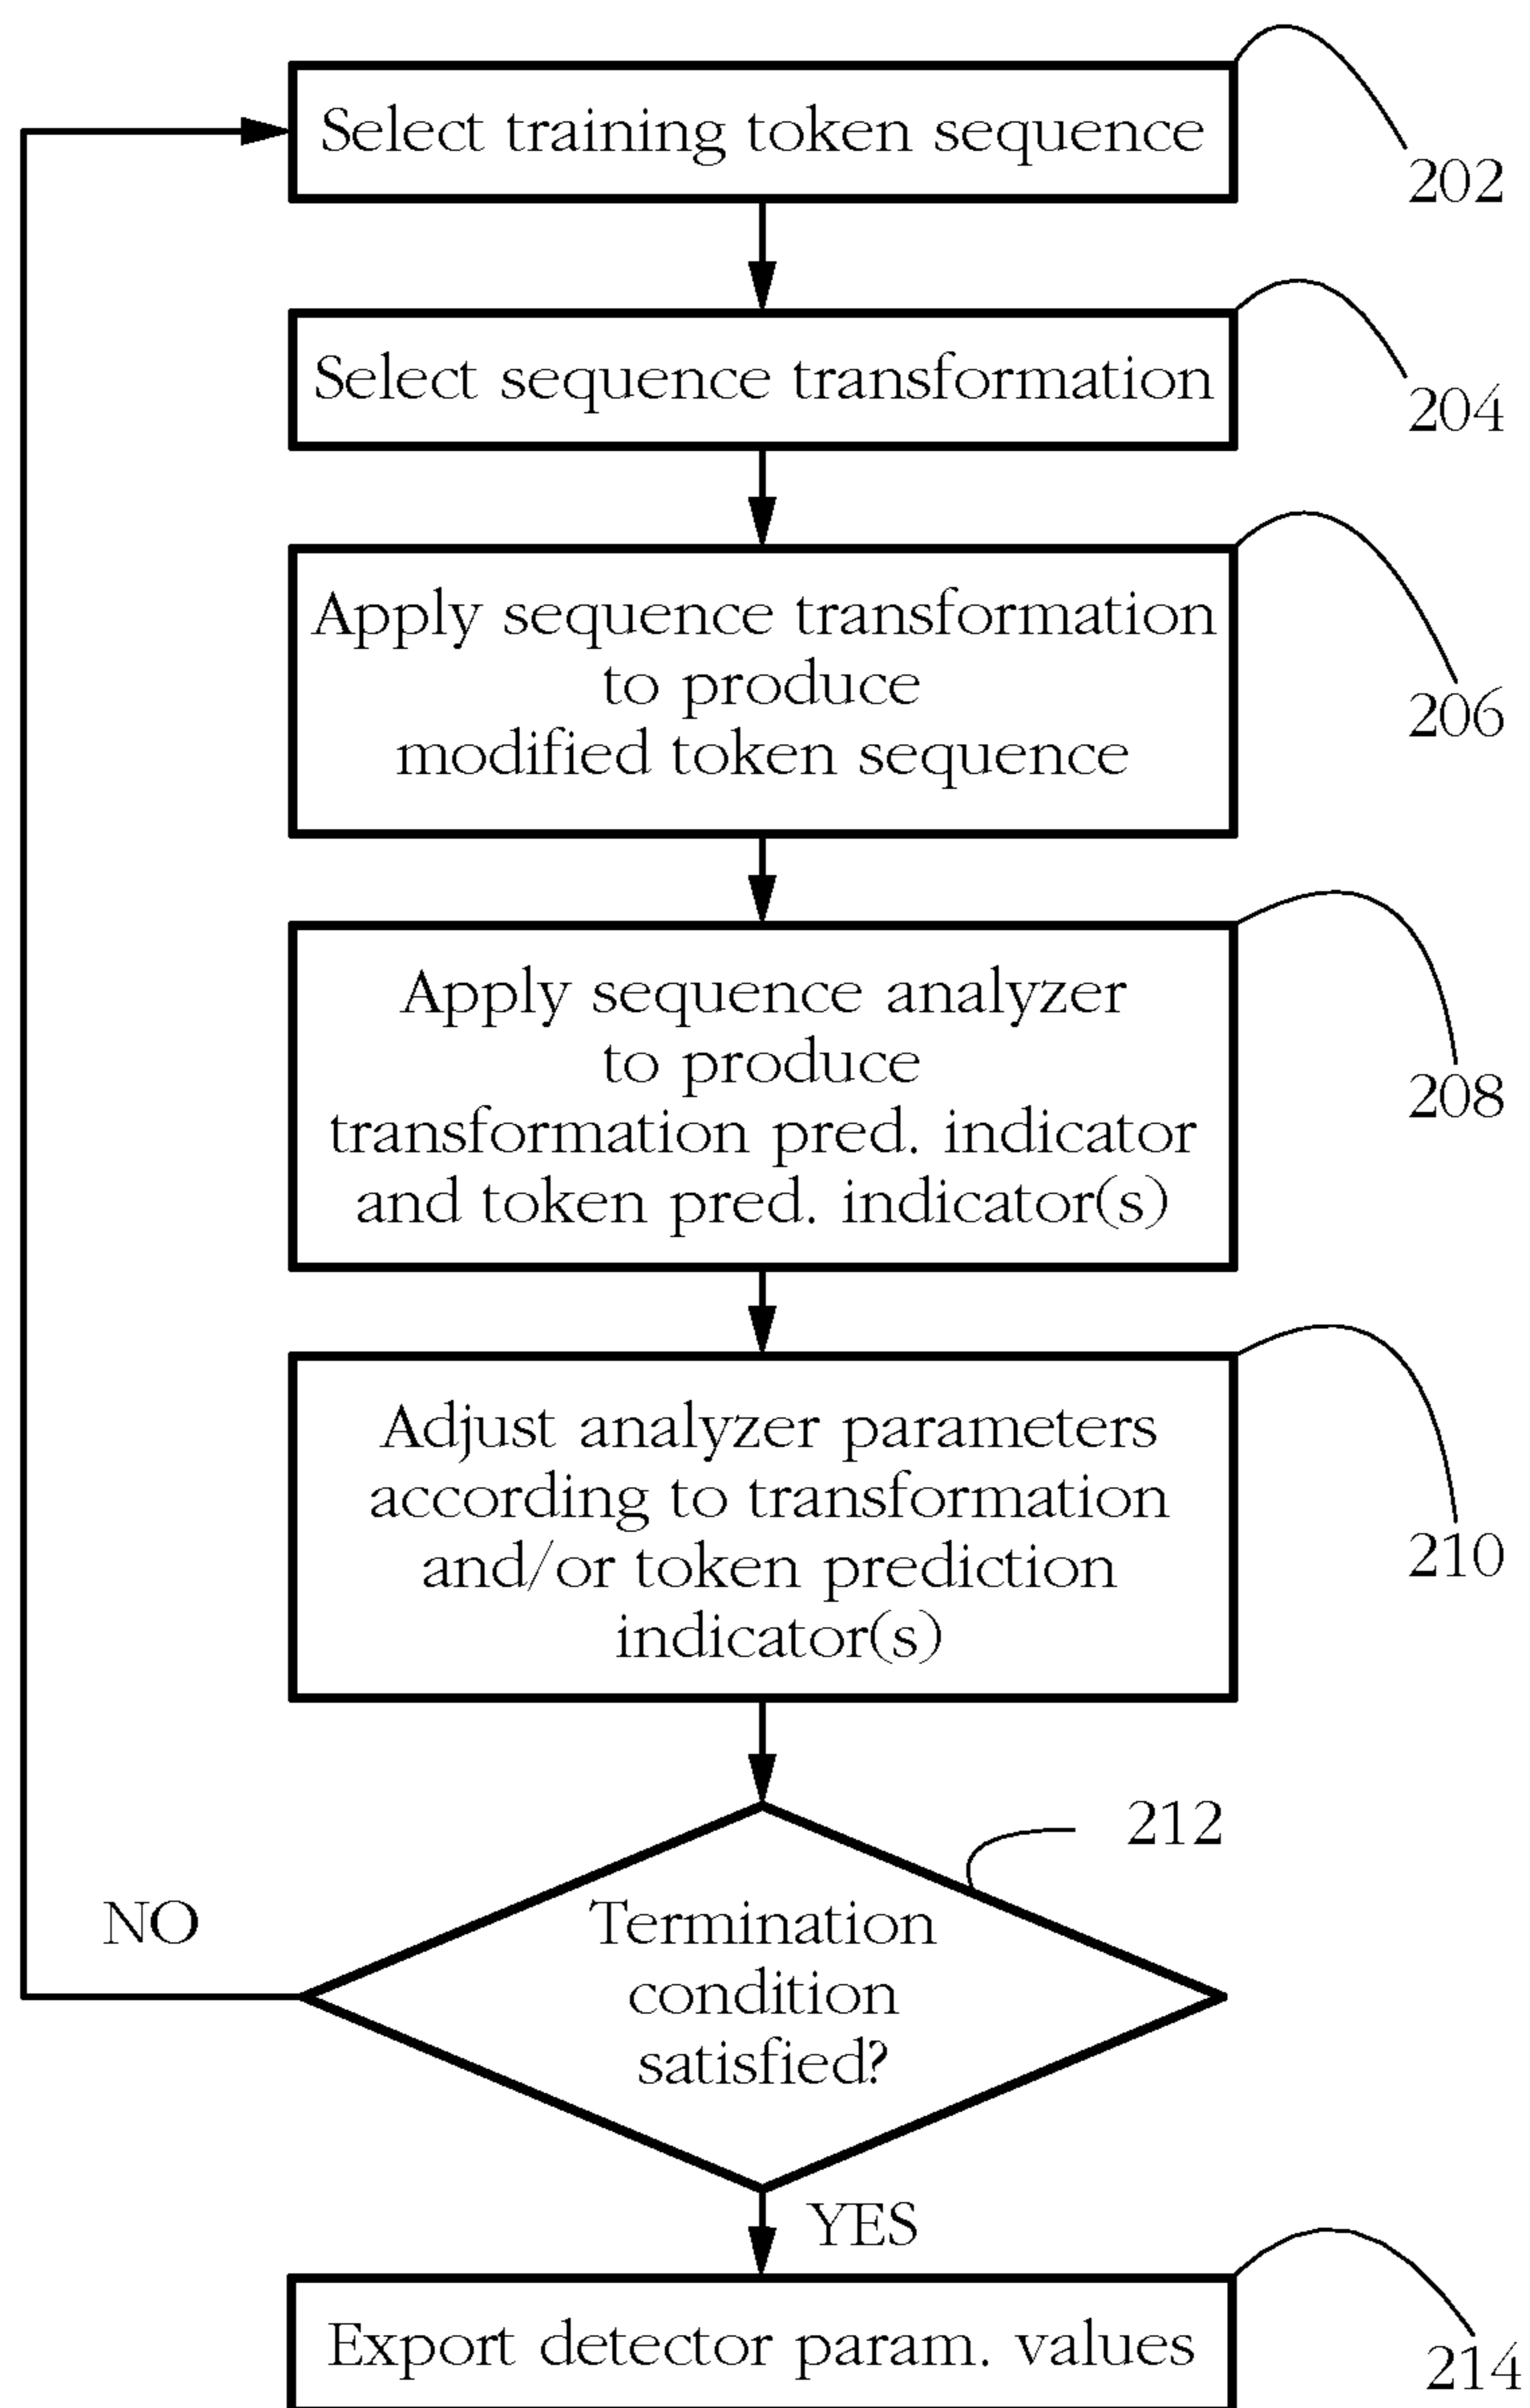 Select training token sequence
202
Select sequence transformation
204
Apply sequence transformation
to produce
modified token sequence
206
Apply sequence analyzer
to produce
transformation pred. indicator
and token pred. indicator(s)
208
Adjust analyzer parameters
according to transformation
and/or token prediction
indicator(s)
210
212
Termination
condition
satisfied?
NO
YES
Export detector param. values
214